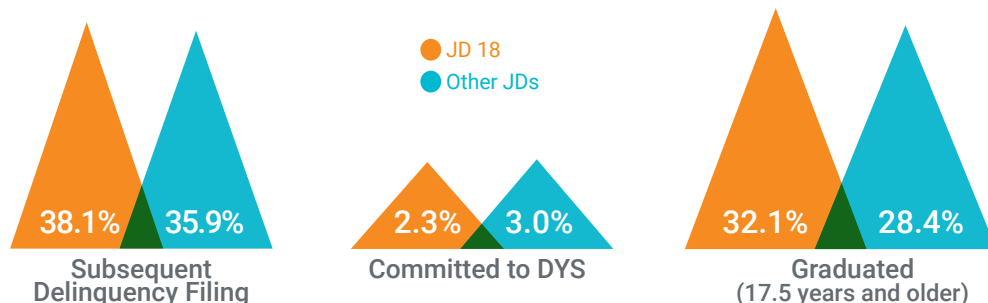 JD 18
Other JDs
38.1%
35.9%
Subsequent
Delinquency Filing
2.3%
3.0%
Committed to DYS
32.1%
28.4%
Graduated
(17.5 years and older)